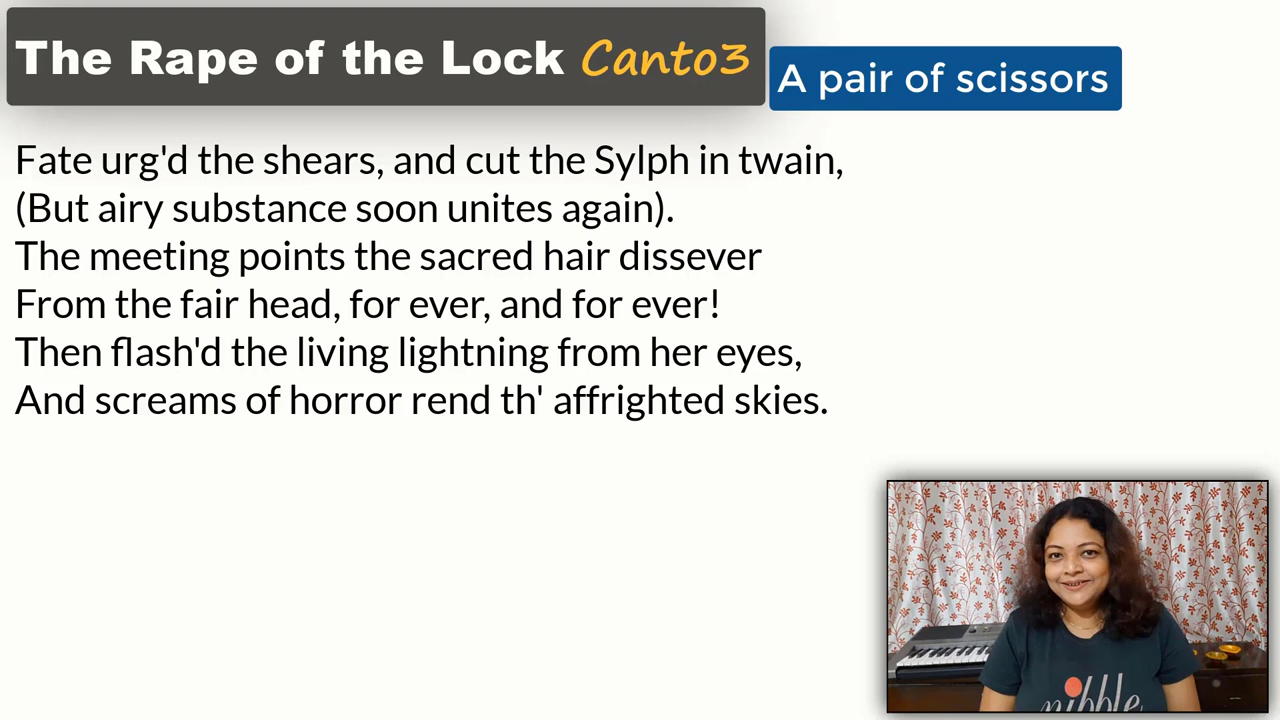 The Rape of the Lock Canto3
A pair of scissors
Fate urg'd the shears, and cut the Sylph in twain,
(But airy substance soon unites again).
The meeting points the sacred hair dissever
From the fair head, for ever, and for ever!
Then flash'd the living lightning from her eyes,
And screams of horror rend th' affrighted skies.
nibble